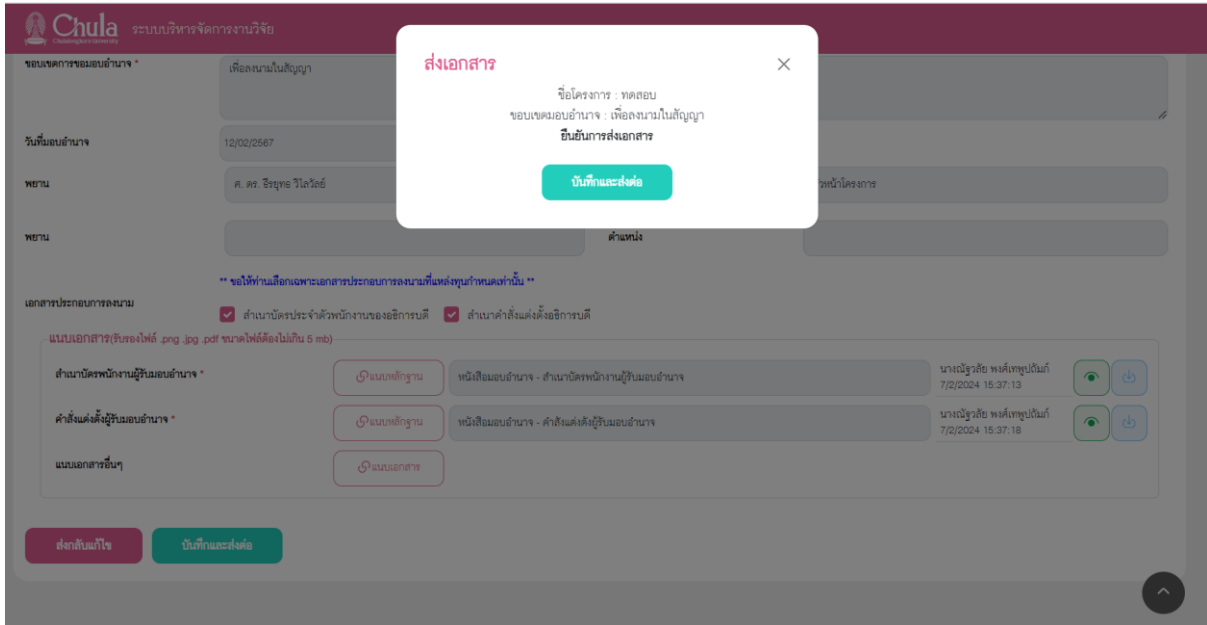 Chula
Chulalongkorn University
ระบบบริหารจัดการงานวิจัย
ส่งเอกสาร
ชื่อโครงการ : ทดสอบ
ขอบเขตมอบอำนาจ : เพื่อลงนามในสัญญา
ยืนยันการส่งเอกสาร
บันทึกและส่งต่อ
ขอบเขตการขอมอบอำนาจ *
เพื่อลงนามในสัญญา
วันที่มอบอำนาจ
12/02/2567
พยาน
ศ. ดร. ธีรยุทธ วิไลวัลย์
วหน้าโครงการ
พยาน
ตำแหน่ง
** ขอให้ท่านเลือกเฉพาะเอกสารประกอบการลงนามที่แหล่งทุนกำหนดเท่านั้น **
เอกสารประกอบการลงนาม
สำเนาบัตรประจำตัวพนักงานของอธิการบดี
สำเนาคำสั่งแต่งตั้งอธิการบดี
แนบเอกสาร(รับรองไฟล์ .png .jpg .pdf ขนาดไฟล์ต้องไม่เกิน 5 mb)
สำเนาบัตรพนักงานผู้รับมอบอำนาจ *
แนบหลักฐาน
หนังสือมอบอำนาจ - สำเนาบัตรพนักงานผู้รับมอบอำนาจ
นางณัฐวลัย พงศ์เทพูปถัมภ์
7/2/2024 15:37:13
คำสั่งแต่งตั้งผู้รับมอบอำนาจ *
แนบหลักฐาน
หนังสือมอบอำนาจ - คำสั่งแต่งตั้งผู้รับมอบอำนาจ
นางณัฐวลัย พงศ์เทพูปถัมภ์
7/2/2024 15:37:18
แนบเอกสารอื่นๆ
แนบเอกสาร
ส่งกลับแก้ไข
บันทึกและส่งต่อ